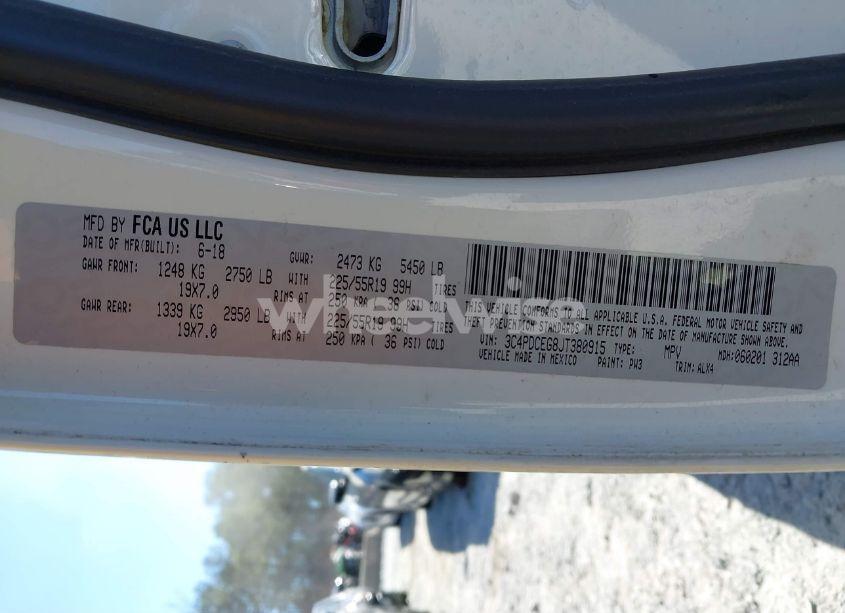 MFD BY FCA US LLC
DATE OF MFR(BUILT): 6-18 GVWR: 2473 KG 5450 LB
GAWR FRONT: 1248 KG 2750 LB WITH 225/55R19 99H TIRES
19X7.0 RIMS AT 250 KPA ( 36 PSI) COLD
GAWR REAR: 1339 KG 2950 LB WITH 225/55R19 99H TIRES
19X7.0 RIMS AT 250 KPA ( 36 PSI) COLD
THIS VEHICLE CONFORMS TO ALL APPLICABLE U.S.A. FEDERAL MOTOR VEHICLE SAFETY AND
THEFT PREVENTION STANDARDS IN EFFECT ON THE DATE OF MANUFACTURE SHOWN ABOVE.
VIN: 3C4PDCEG8JT380915 TYPE: MPV MDH:060201 312AA
VEHICLE MADE IN MEXICO PAINT: PW3 TRIM:ALX4
wheelwise